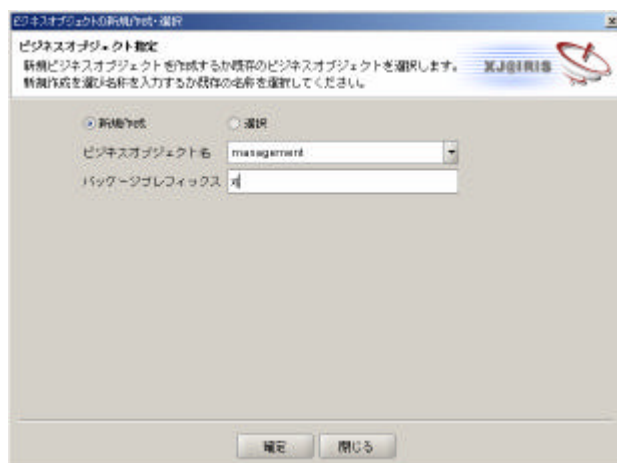 ビジネスオブジェクトの新規作成・選択
ビジネスオブジェクト指定
新規ビジネスオブジェクトを作成するか既存のビジネスオブジェクトを選択します。
新規作成を選び名称を入力するか既存の名称を選択してください。
XJGIRIS
新規作成 選択
ビジネスオブジェクト名 management
パッケージプレフィックス
確定 閉じる